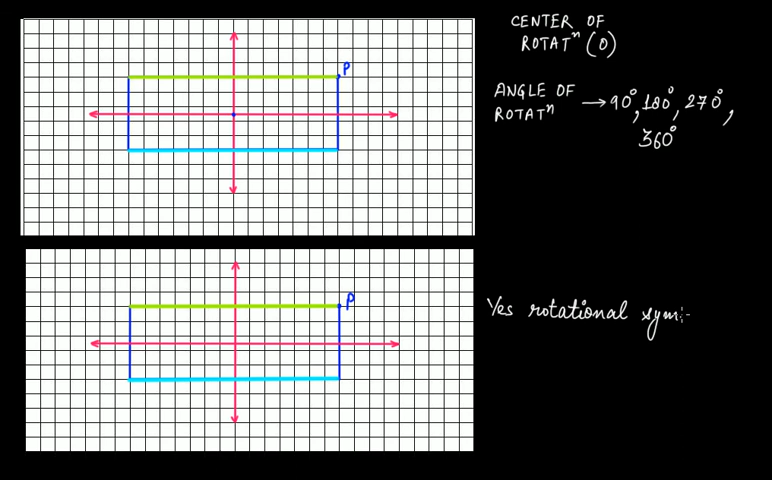 CENTER OF
ROTATⁿ (O)
P
ANGLE OF
ROTATⁿ → 90°, 180°, 270°,
360°
P
Yes rotational sym